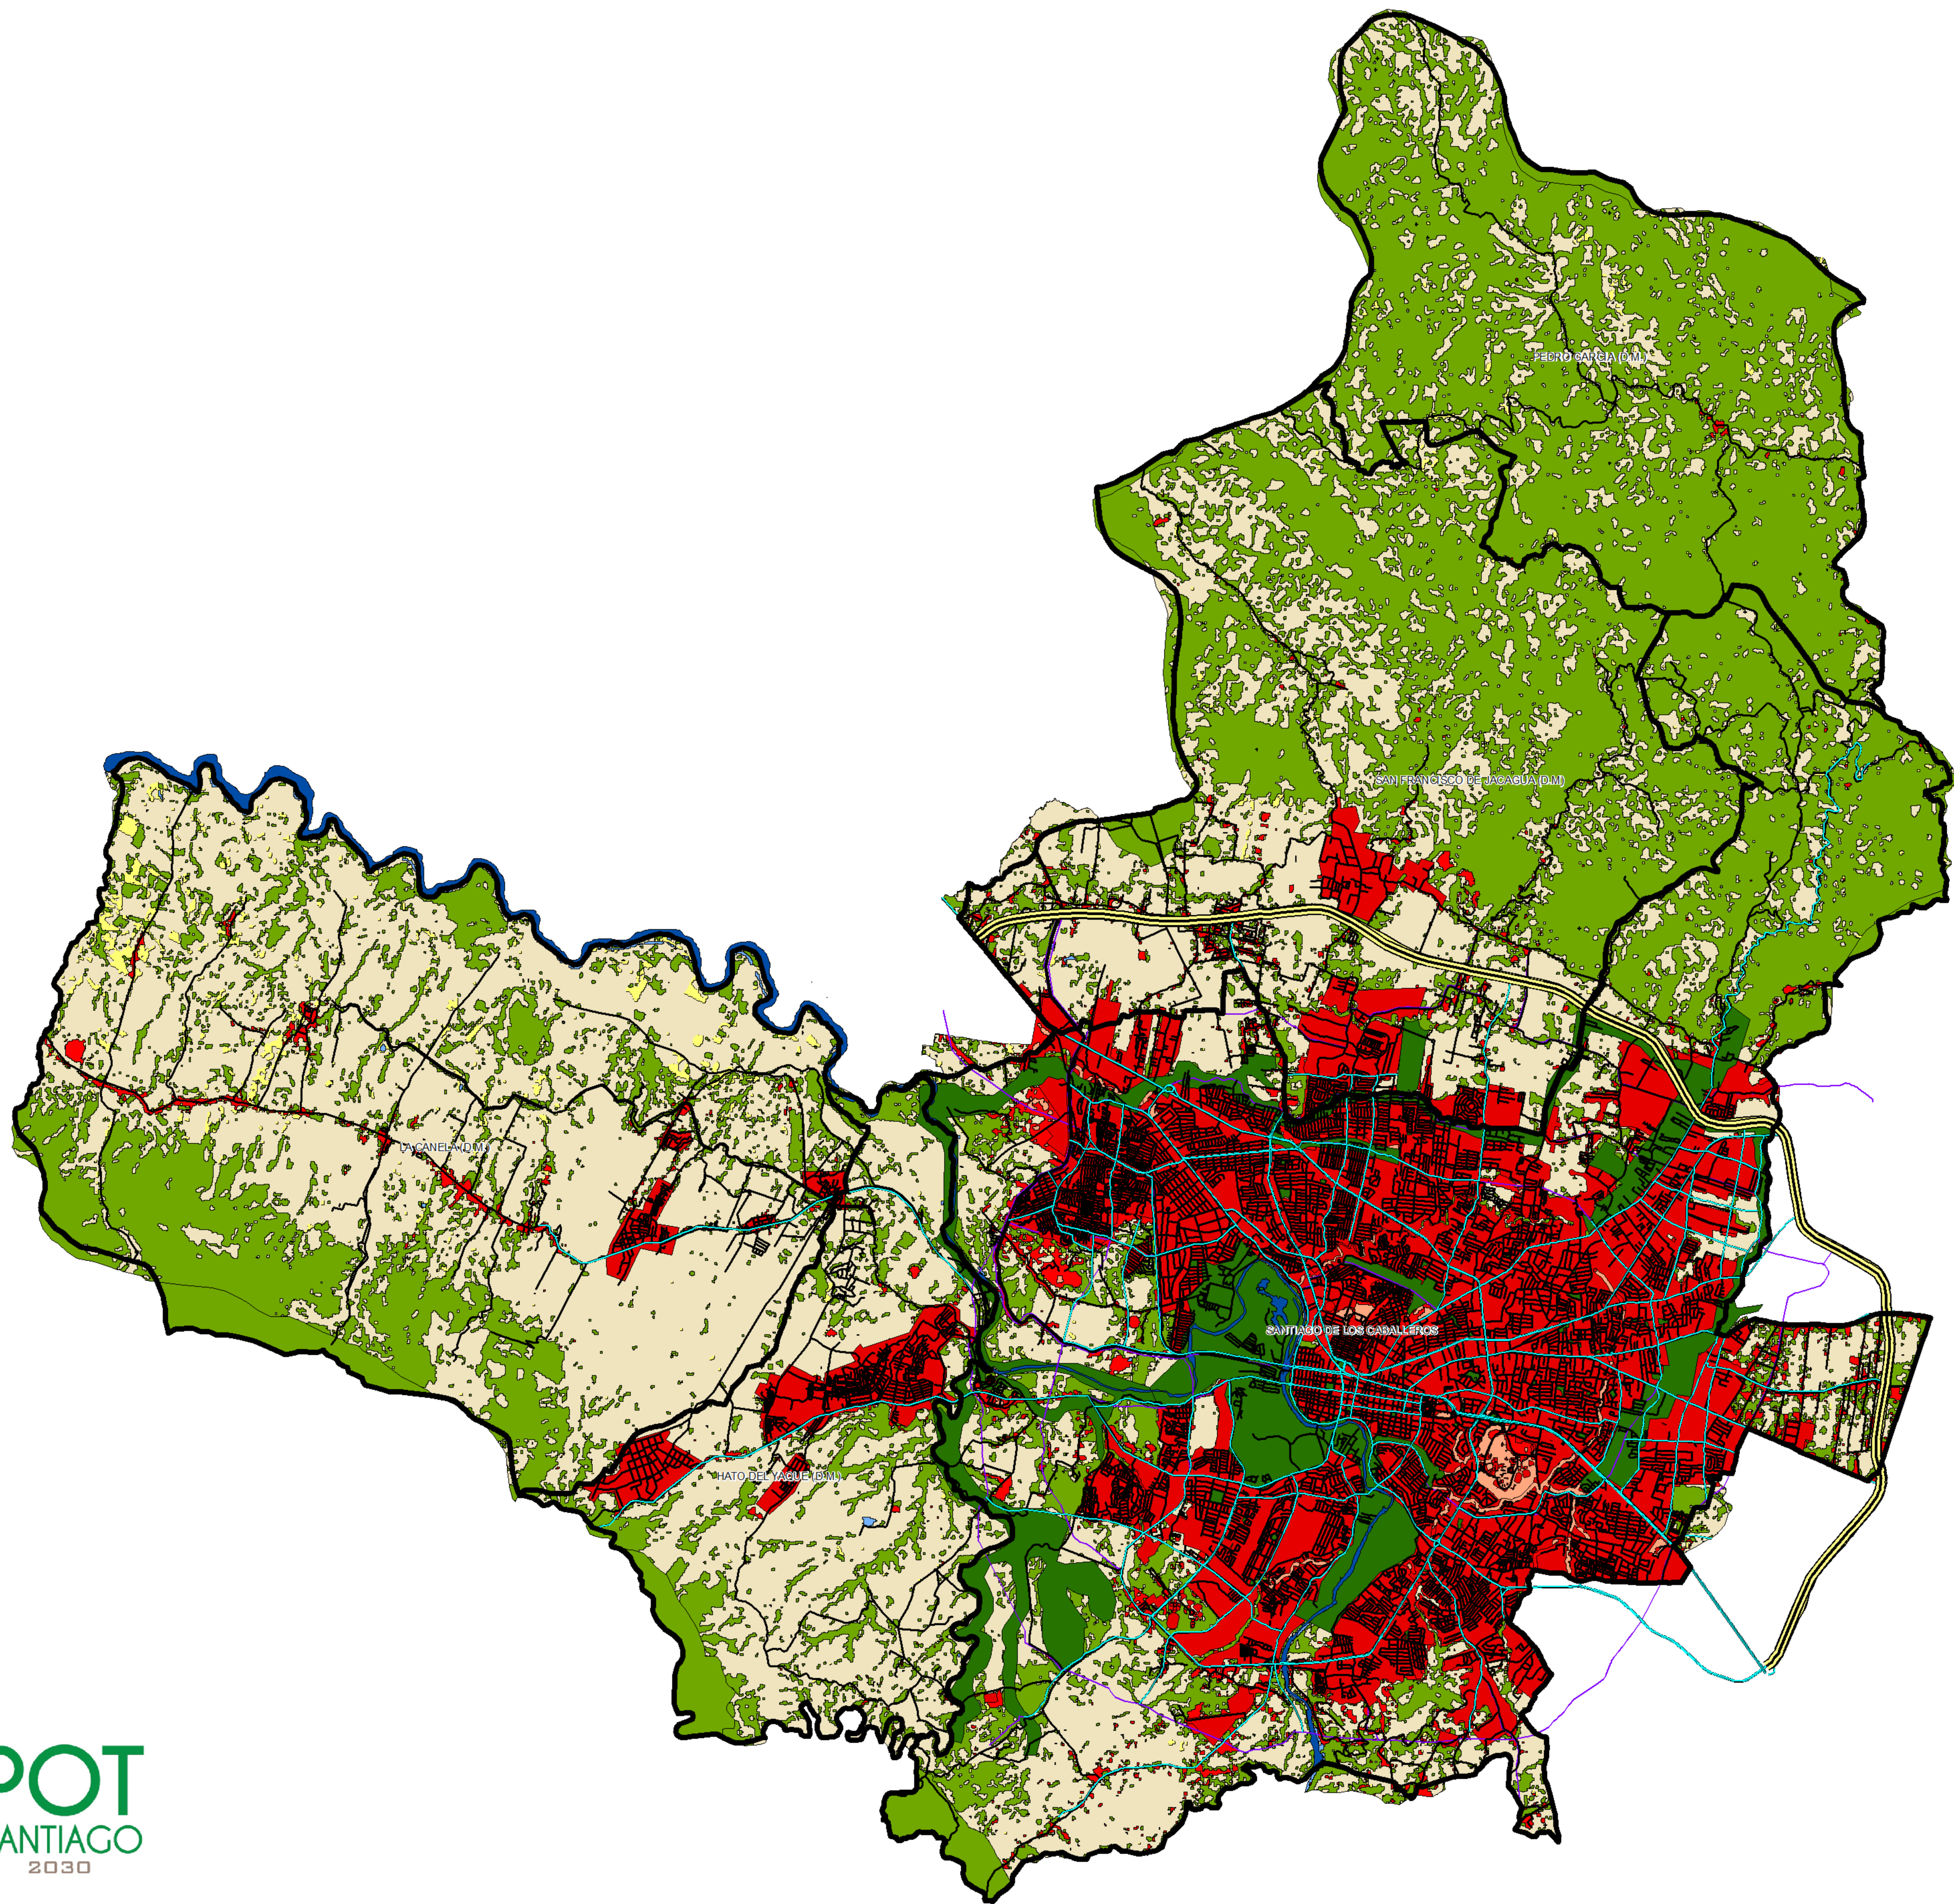 PEDRO GARCIA (D.M.)
SAN FRANCISCO DE JACAGUA (D.M)
LA CANELA (D.M.)
SANTIAGO DE LOS CABALLEROS
HATO DEL YAQUE (D.M.)
POT
ANTIAGO
2030